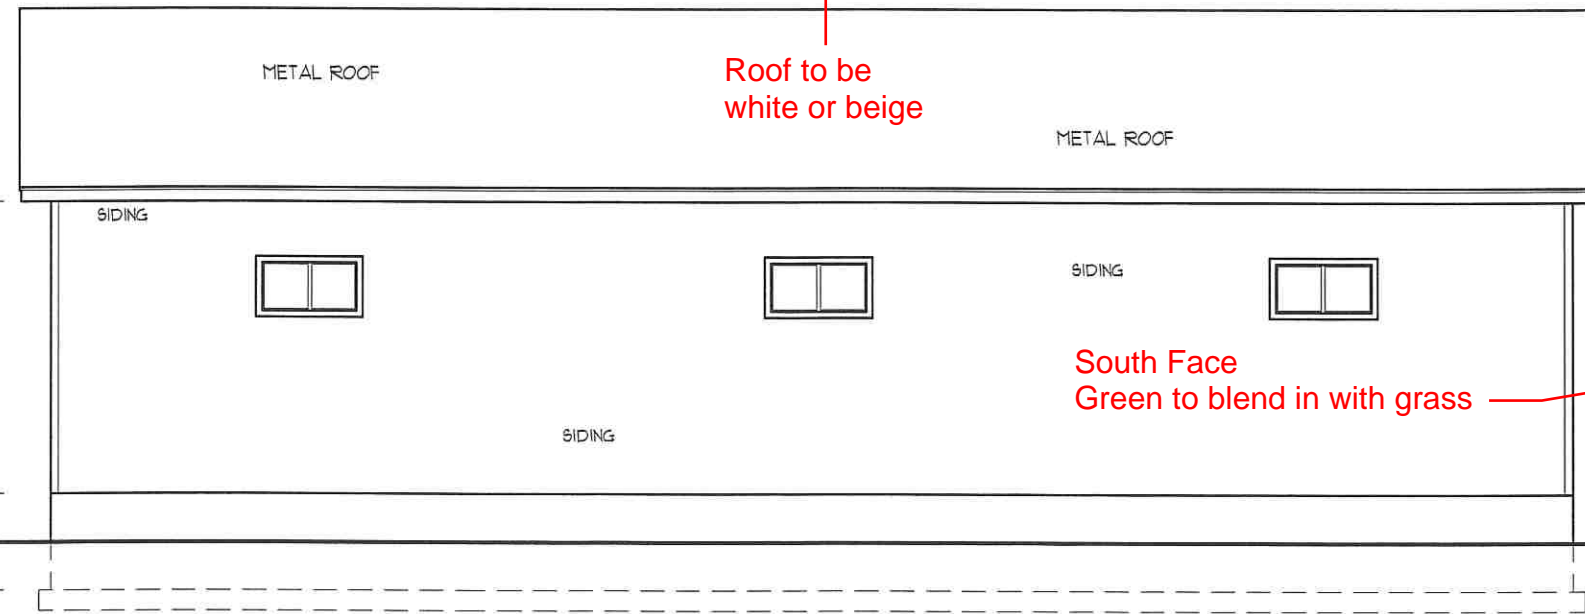 METAL ROOF
Roof to be
white or beige
METAL ROOF
SIDING
SIDING
South Face
Green to blend in with grass
SIDING